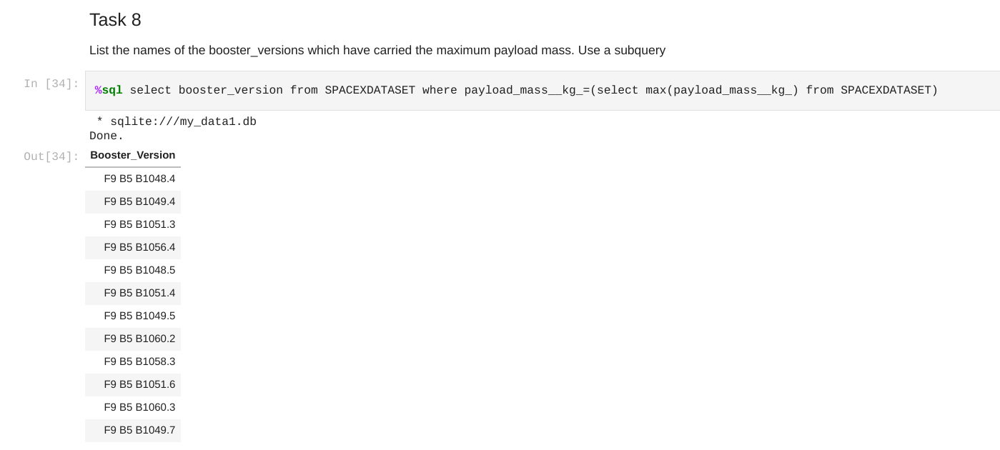 Task 8
List the names of the booster_versions which have carried the maximum payload mass. Use a subquery
In [34]: %sql select booster_version from SPACEXDATASET where payload_mass__kg_=(select max(payload_mass__kg_) from SPACEXDATASET)
* sqlite:///my_data1.db
Done.
Out[34]: Booster_Version
F9 B5 B1048.4
F9 B5 B1049.4
F9 B5 B1051.3
F9 B5 B1056.4
F9 B5 B1048.5
F9 B5 B1051.4
F9 B5 B1049.5
F9 B5 B1060.2
F9 B5 B1058.3
F9 B5 B1051.6
F9 B5 B1060.3
F9 B5 B1049.7